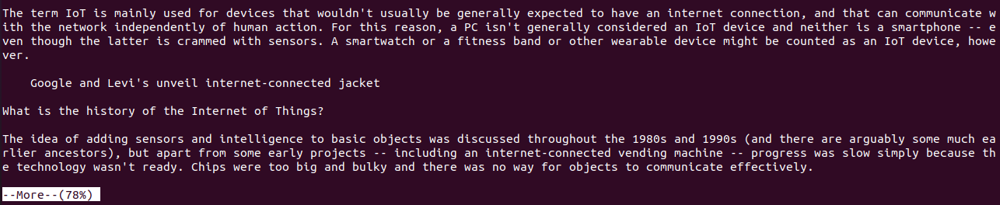 The term IoT is mainly used for devices that wouldn't usually be generally expected to have an internet connection, and that can communicate w
ith the network independently of human action. For this reason, a PC isn't generally considered an IoT device and neither is a smartphone -- e
ven though the latter is crammed with sensors. A smartwatch or a fitness band or other wearable device might be counted as an IoT device, howe
ver.
Google and Levi's unveil internet-connected jacket
What is the history of the Internet of Things?
The idea of adding sensors and intelligence to basic objects was discussed throughout the 1980s and 1990s (and there are arguably some much ea
rlier ancestors), but apart from some early projects -- including an internet-connected vending machine -- progress was slow simply because th
e technology wasn't ready. Chips were too big and bulky and there was no way for objects to communicate effectively.
--More--(78%)